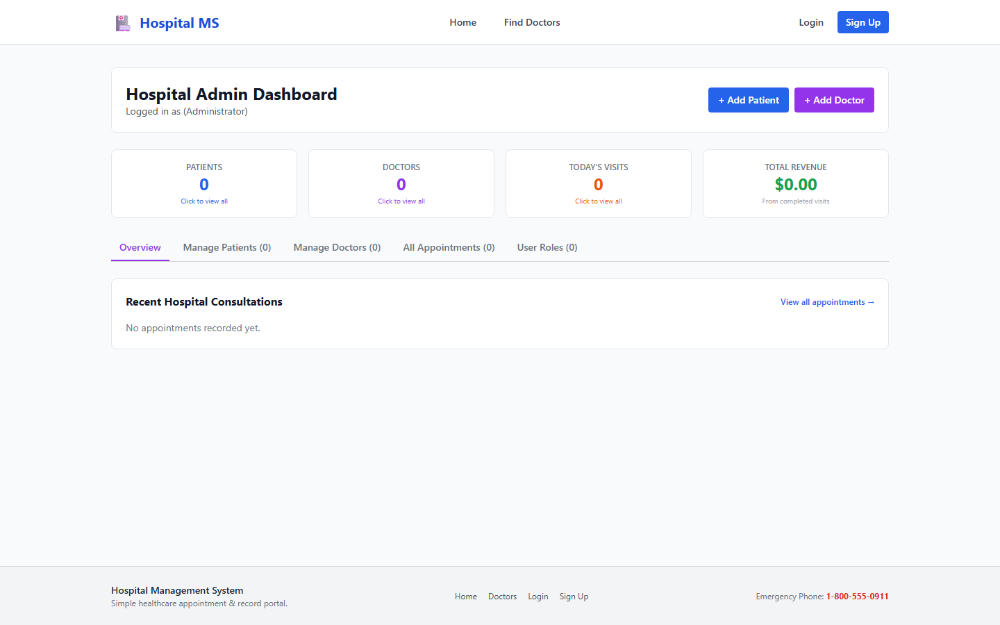 Hospital MS
Home
Find Doctors
Login
Sign Up
Hospital Admin Dashboard
Logged in as (Administrator)
+ Add Patient
+ Add Doctor
PATIENTS
0
Click to view all
DOCTORS
0
Click to view all
TODAY'S VISITS
0
Click to view all
TOTAL REVENUE
$0.00
From completed visits
Overview
Manage Patients (0)
Manage Doctors (0)
All Appointments (0)
User Roles (0)
Recent Hospital Consultations
View all appointments →
No appointments recorded yet.
Hospital Management System
Simple healthcare appointment & record portal.
Home
Doctors
Login
Sign Up
Emergency Phone: 1-800-555-0911